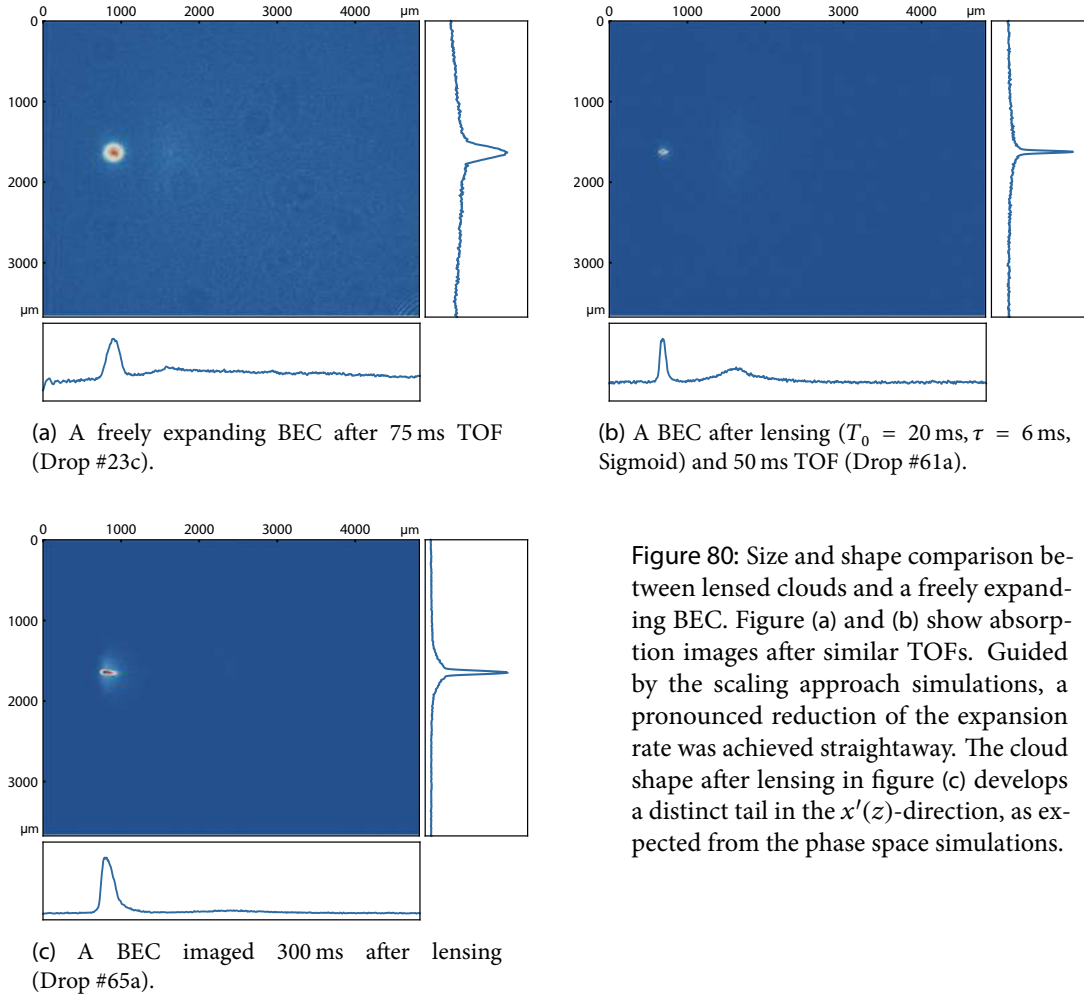 0 1000 2000 3000 4000 µm
0
1000
2000
3000
µm
(a) A freely expanding BEC after 75 ms TOF
(Drop #23c).
0 1000 2000 3000 4000 µm
0
1000
2000
3000
µm
(b) A BEC after lensing (T₀ = 20 ms, τ = 6 ms,
Sigmoid) and 50 ms TOF (Drop #61a).
0 1000 2000 3000 4000 µm
0
1000
2000
3000
µm
(c) A BEC imaged 300 ms after lensing
(Drop #65a).
Figure 80: Size and shape comparison be-
tween lensed clouds and a freely expand-
ing BEC. Figure (a) and (b) show absorp-
tion images after similar TOFs. Guided
by the scaling approach simulations, a
pronounced reduction of the expansion
rate was achieved straightaway. The cloud
shape after lensing in figure (c) develops
a distinct tail in the x′(z)-direction, as ex-
pected from the phase space simulations.